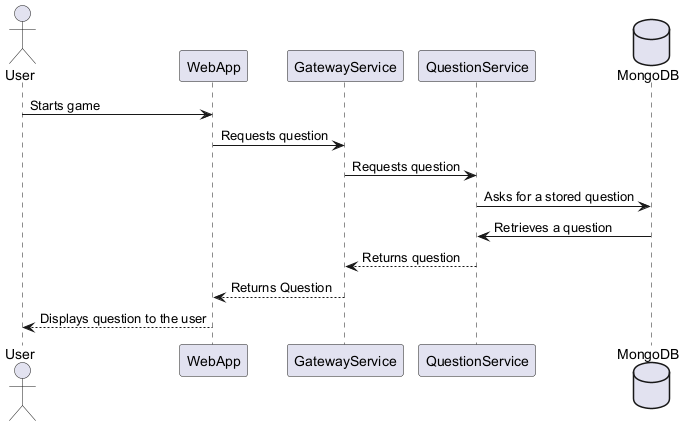 User
WebApp
GatewayService
QuestionService
MongoDB
Starts game
Requests question
Requests question
Asks for a stored question
Retrieves a question
Returns question
Returns Question
Displays question to the user
User
WebApp
GatewayService
QuestionService
MongoDB